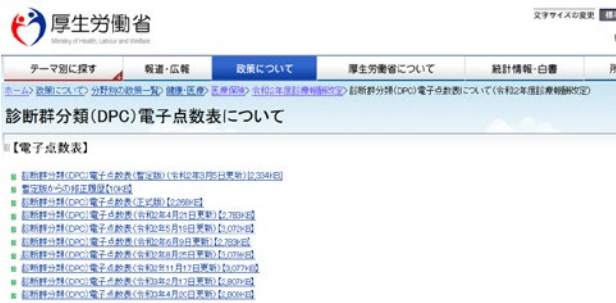 文字サイズの変更 標
厚生労働省
Ministry of Health, Labour and Welfare
テーマ別に探す 報道・広報 政策について 厚生労働省について 統計情報・白書 所
ホーム> 政策について> 分野別の政策一覧> 健康・医療> 医療保険> 令和2年度診療報酬改定> 診断群分類(DPC)電子点数表について(令和2年度診療報酬改定)
診断群分類(DPC)電子点数表について
【電子点数表】
診断群分類(DPC)電子点数表(暫定版)(令和2年3月5日更新)[2,334KB]
暫定版からの修正履歴[10KB]
診断群分類(DPC)電子点数表(正式版)[2,268KB]
診断群分類(DPC)電子点数表(令和2年4月21日更新)[2,783KB]
診断群分類(DPC)電子点数表(令和2年5月19日更新)[3,072KB]
診断群分類(DPC)電子点数表(令和2年6月9日更新)[2,783KB]
診断群分類(DPC)電子点数表(令和2年8月25日更新)[3,079KB]
診断群分類(DPC)電子点数表(令和2年11月17日更新)[3,077KB]
診断群分類(DPC)電子点数表(令和3年2月17日更新)[2,807KB]
診断群分類(DPC)電子点数表(令和3年4月20日更新)[2,809KB]